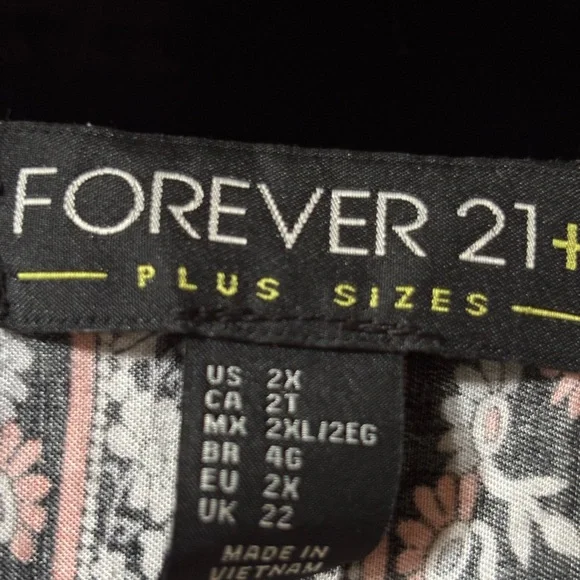 FOREVER 21+
PLUS SIZES
US 2X
CA 2T
MX 2XL/2EG
BR 4G
EU 2X
UK 22
MADE IN
VIETNAM